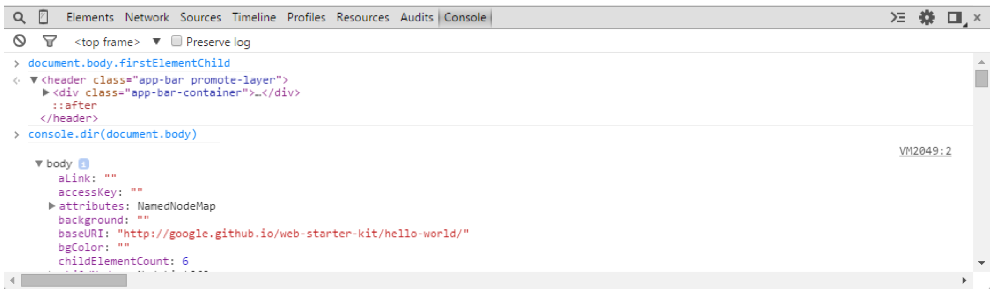 Elements Network Sources Timeline Profiles Resources Audits Console
<top frame> ▼ Preserve log
> document.body.firstElementChild
<header class="app-bar promote-layer">
<div class="app-bar-container">…</div>
::after
</header>
> console.dir(document.body)
VM2049:2
body i
aLink: ""
accessKey: ""
attributes: NamedNodeMap
background: ""
baseURI: "http://google.github.io/web-starter-kit/hello-world/"
bgColor: ""
childElementCount: 6